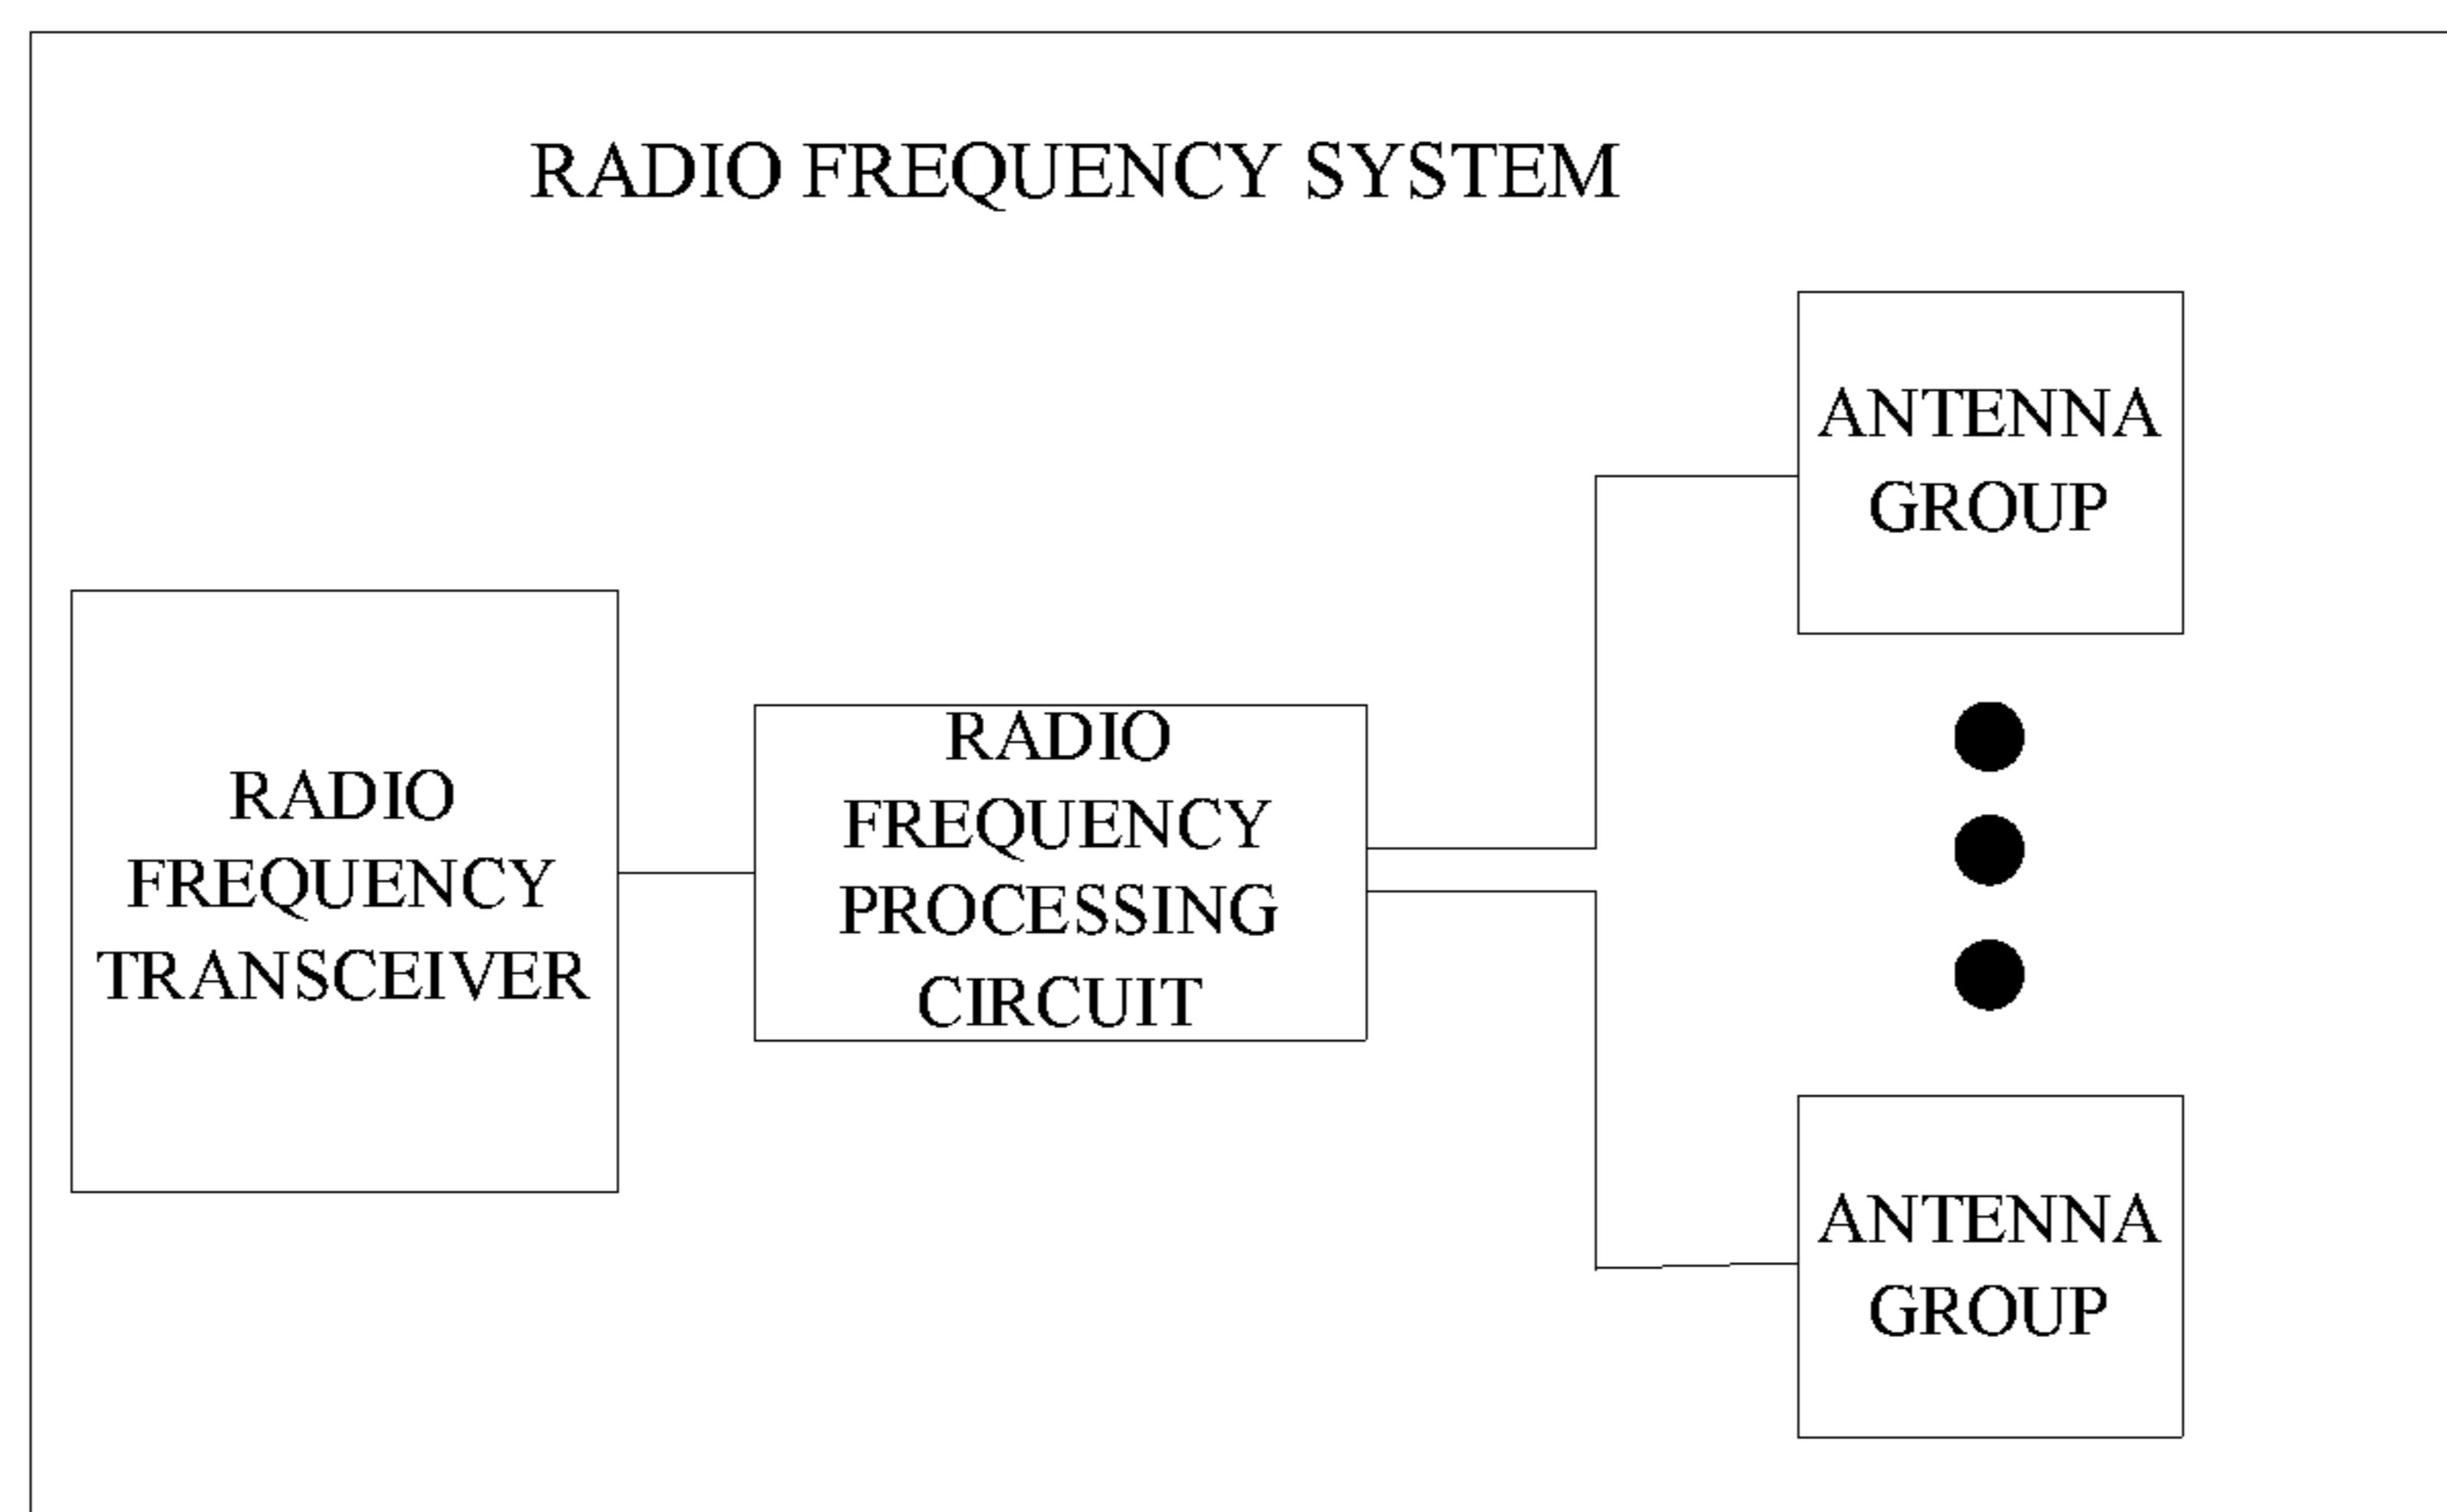 RADIO FREQUENCY SYSTEM
ANTENNA
GROUP
RADIO
FREQUENCY
TRANSCEIVER
RADIO
FREQUENCY
PROCESSING
CIRCUIT
ANTENNA
GROUP